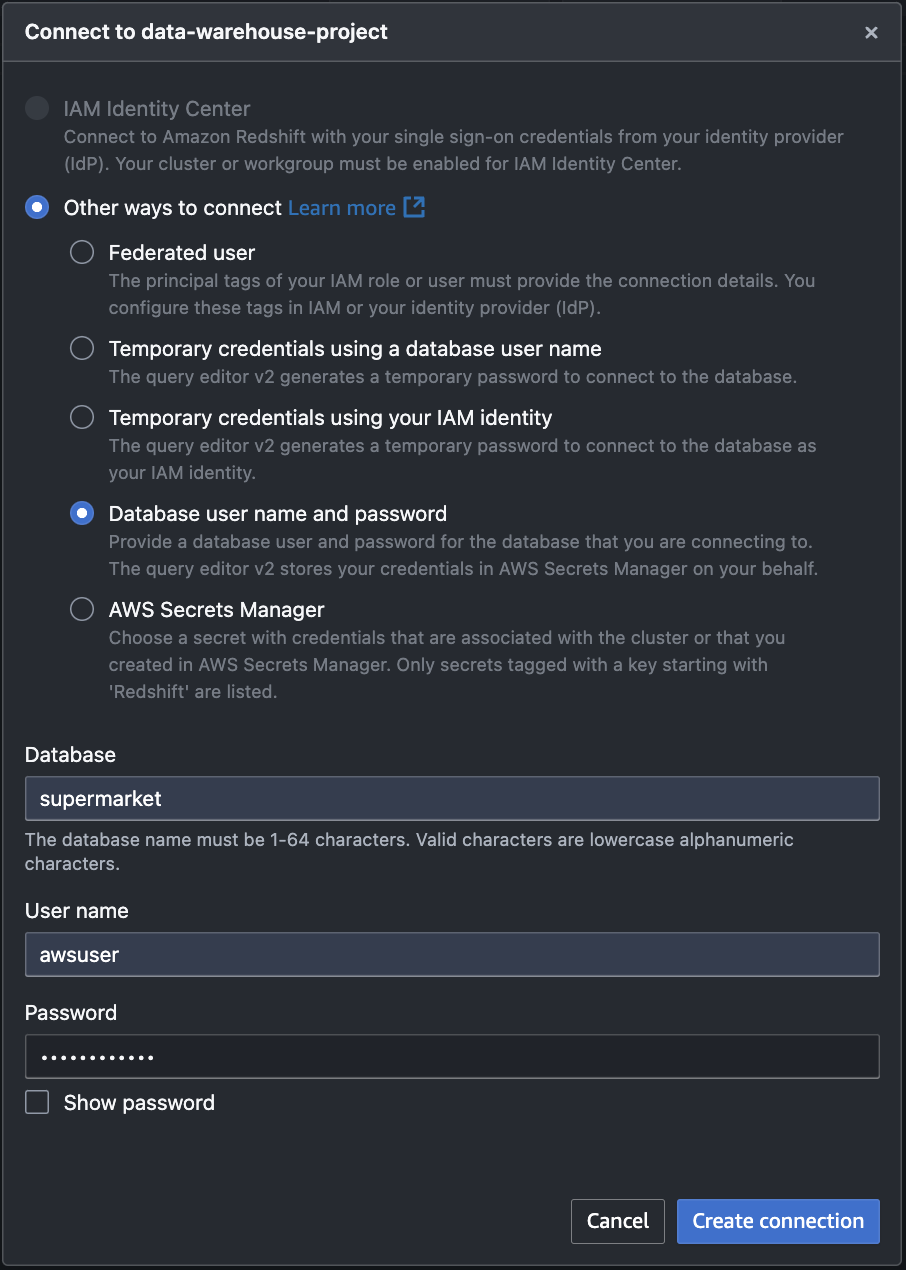 Connect to data-warehouse-project
IAM Identity Center
Connect to Amazon Redshift with your single sign-on credentials from your identity provider
(IdP). Your cluster or workgroup must be enabled for IAM Identity Center.
Other ways to connect Learn more
Federated user
The principal tags of your IAM role or user must provide the connection details. You
configure these tags in IAM or your identity provider (IdP).
Temporary credentials using a database user name
The query editor v2 generates a temporary password to connect to the database.
Temporary credentials using your IAM identity
The query editor v2 generates a temporary password to connect to the database as
your IAM identity.
Database user name and password
Provide a database user and password for the database that you are connecting to.
The query editor v2 stores your credentials in AWS Secrets Manager on your behalf.
AWS Secrets Manager
Choose a secret with credentials that are associated with the cluster or that you
created in AWS Secrets Manager. Only secrets tagged with a key starting with
'Redshift' are listed.
Database
supermarket
The database name must be 1-64 characters. Valid characters are lowercase alphanumeric
characters.
User name
awsuser
Password
••••••••••••
Show password
Cancel Create connection